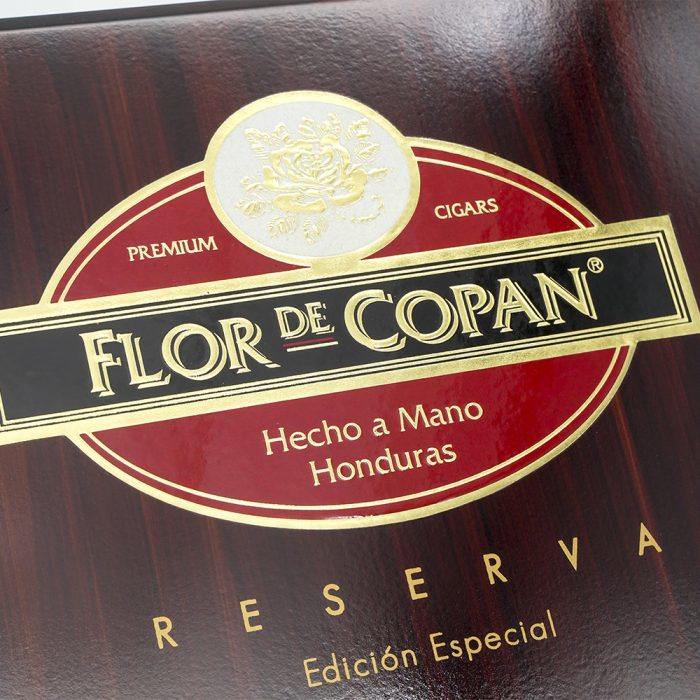 PREMIUM CIGARS
FLOR DE COPAN®
Hecho a Mano
Honduras
RESERVA
Edición Especial